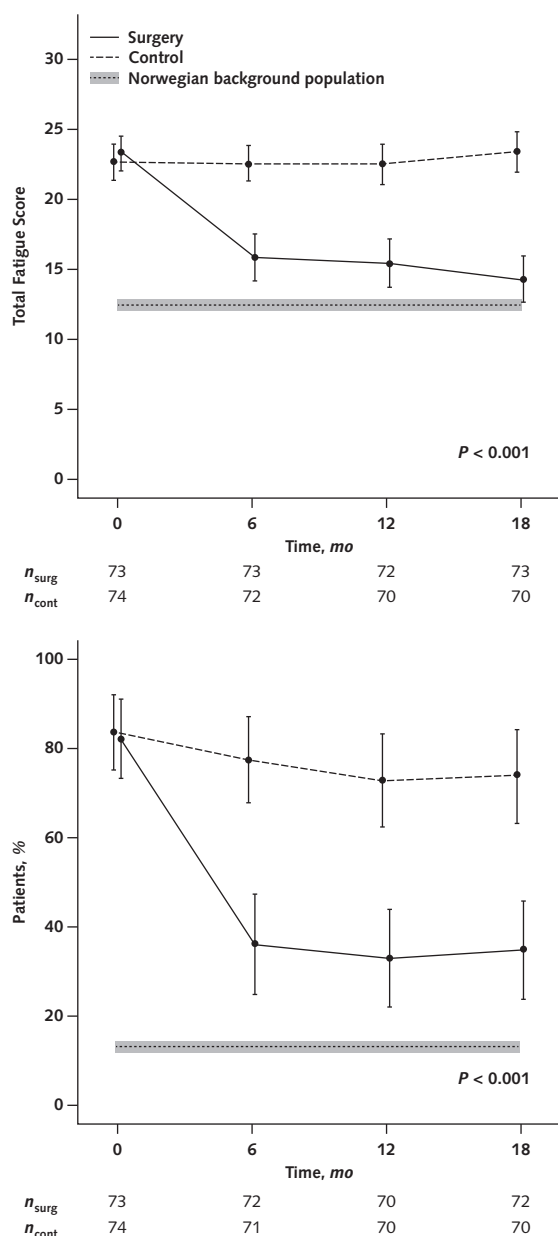 Surgery
Control
Norwegian background population
30
25
20
15
10
5
0
Total Fatigue Score
P < 0.001
0 6 12 18
Time, mo
nsurg 73 73 72 73
ncont 74 72 70 70
100
80
60
40
20
0
Patients, %
P < 0.001
0 6 12 18
Time, mo
nsurg 73 72 70 72
ncont 74 71 70 70